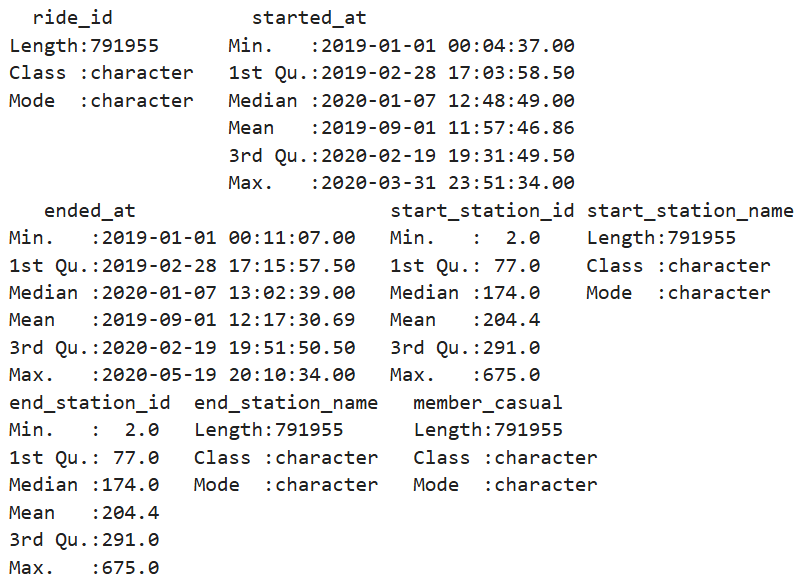 ride_id            started_at
Length:791955      Min.   :2019-01-01 00:04:37.00
Class :character   1st Qu.:2019-02-28 17:03:58.50
Mode  :character   Median :2020-01-07 12:48:49.00
                   Mean   :2019-09-01 11:57:46.86
                   3rd Qu.:2020-02-19 19:31:49.50
                   Max.   :2020-03-31 23:51:34.00
   ended_at                      start_station_id start_station_name
Min.   :2019-01-01 00:11:07.00   Min.   :  2.0    Length:791955
1st Qu.:2019-02-28 17:15:57.50   1st Qu.: 77.0    Class :character
Median :2020-01-07 13:02:39.00   Median :174.0    Mode  :character
Mean   :2019-09-01 12:17:30.69   Mean   :204.4
3rd Qu.:2020-02-19 19:51:50.50   3rd Qu.:291.0
Max.   :2020-05-19 20:10:34.00   Max.   :675.0
end_station_id  end_station_name   member_casual
Min.   :  2.0   Length:791955      Length:791955
1st Qu.: 77.0   Class :character   Class :character
Median :174.0   Mode  :character   Mode  :character
Mean   :204.4
3rd Qu.:291.0
Max.   :675.0